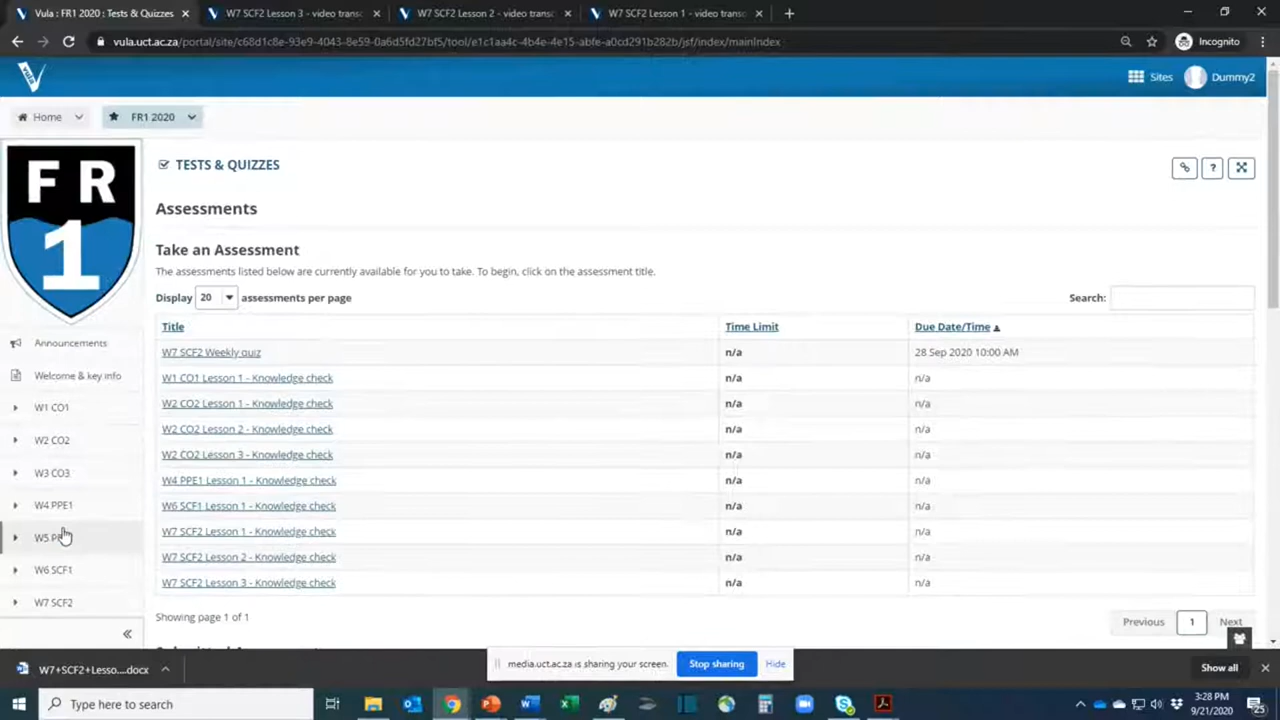 Vula : FR1 2020 : Tests & Quizzes
W7 SCF2 Lesson 3 - video transc
W7 SCF2 Lesson 2 - video transc
W7 SCF2 Lesson 1 - video transc
vula.uct.ac.za/portal/site/c68d1c8e-93e9-4043-8e59-0a6d5fd27bf5/tool/e1c1aa4c-4b4e-4e15-abfe-a0cd291b282b/jsf/index/mainIndex
Incognito
vula
Sites
Dummy2
Home
FR1 2020
FR
1
TESTS & QUIZZES
?
Assessments
Take an Assessment
The assessments listed below are currently available for you to take. To begin, click on the assessment title.
Display 20 assessments per page
Search:
Title Time Limit Due Date/Time
W7 SCF2 Weekly quiz n/a 28 Sep 2020 10:00 AM
W1 CO1 Lesson 1 - Knowledge check n/a n/a
W2 CO2 Lesson 1 - Knowledge check n/a n/a
W2 CO2 Lesson 2 - Knowledge check n/a n/a
W2 CO2 Lesson 3 - Knowledge check n/a n/a
W4 PPE1 Lesson 1 - Knowledge check n/a n/a
W6 SCF1 Lesson 1 - Knowledge check n/a n/a
W7 SCF2 Lesson 1 - Knowledge check n/a n/a
W7 SCF2 Lesson 2 - Knowledge check n/a n/a
W7 SCF2 Lesson 3 - Knowledge check n/a n/a
Showing page 1 of 1
Previous 1 Next
Announcements
Welcome & key info
W1 CO1
W2 CO2
W3 CO3
W4 PPE1
W5
W6 SCF1
W7 SCF2
«
W7+SCF2+Lesso....docx
media.uct.ac.za is sharing your screen.
Stop sharing
Hide
Show all
Type here to search
3:28 PM
9/21/2020
25